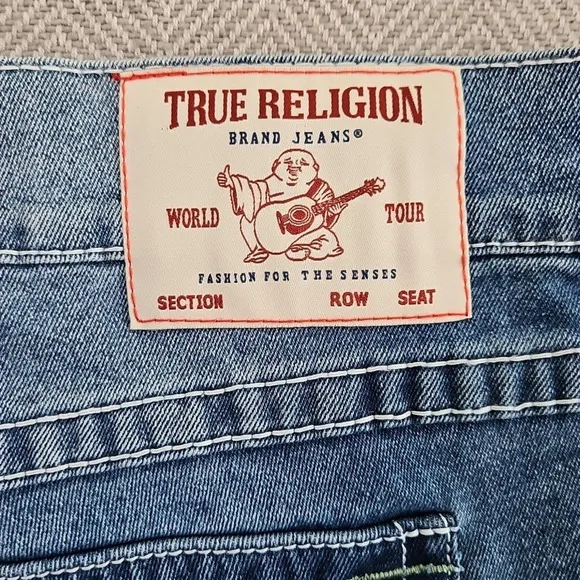 TRUE RELIGION
BRAND JEANS®
WORLD TOUR
FASHION FOR THE SENSES
SECTION ROW SEAT